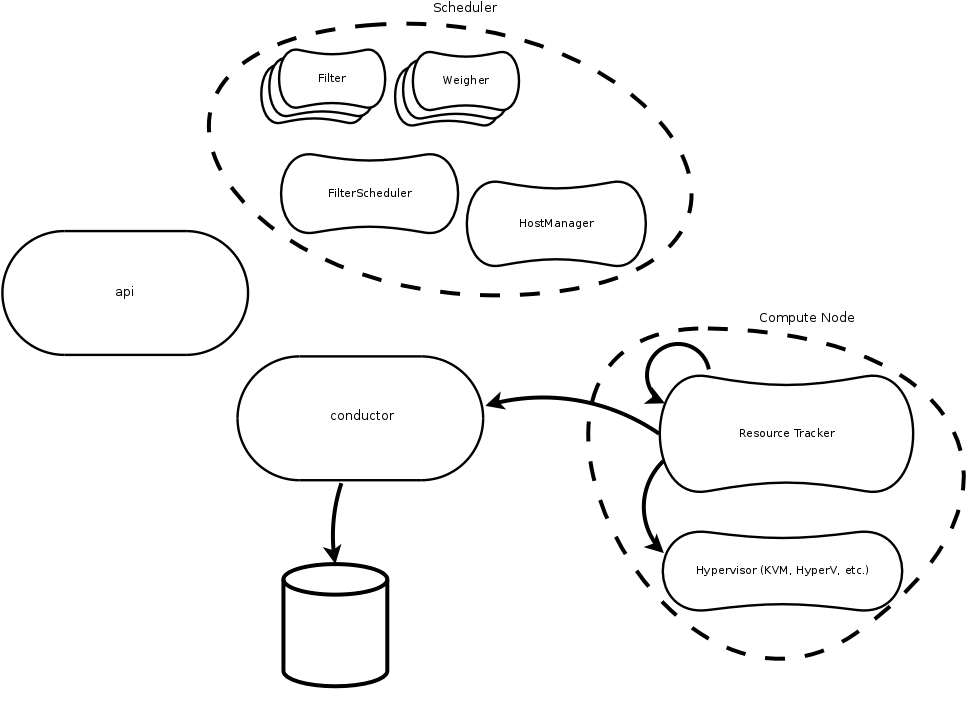 Scheduler
Filter
Weigher
FilterScheduler
HostManager
api
Compute Node
conductor
Resource Tracker
Hypervisor (KVM, HyperV, etc.)